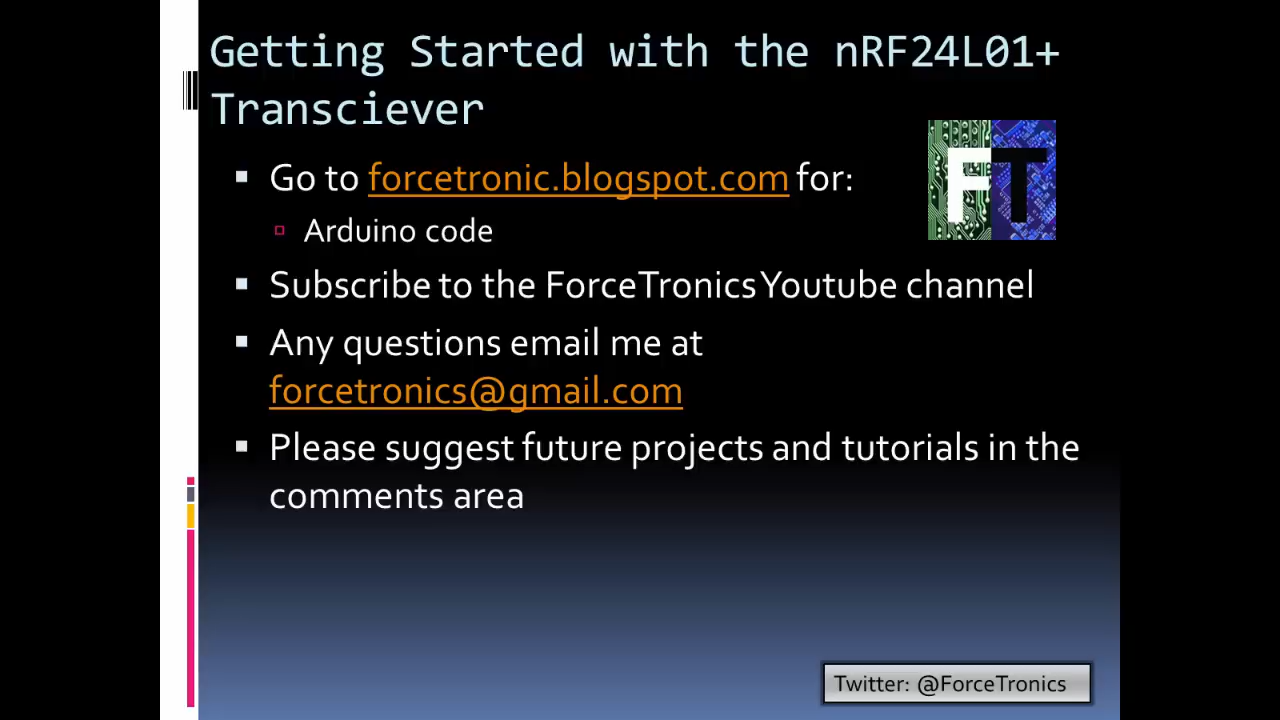 Getting Started with the nRF24L01+
Transciever
FT
Go to forcetronic.blogspot.com for:
Arduino code
Subscribe to the ForceTronics Youtube channel
Any questions email me at
forcetronics@gmail.com
Please suggest future projects and tutorials in the
comments area
Twitter: @ForceTronics